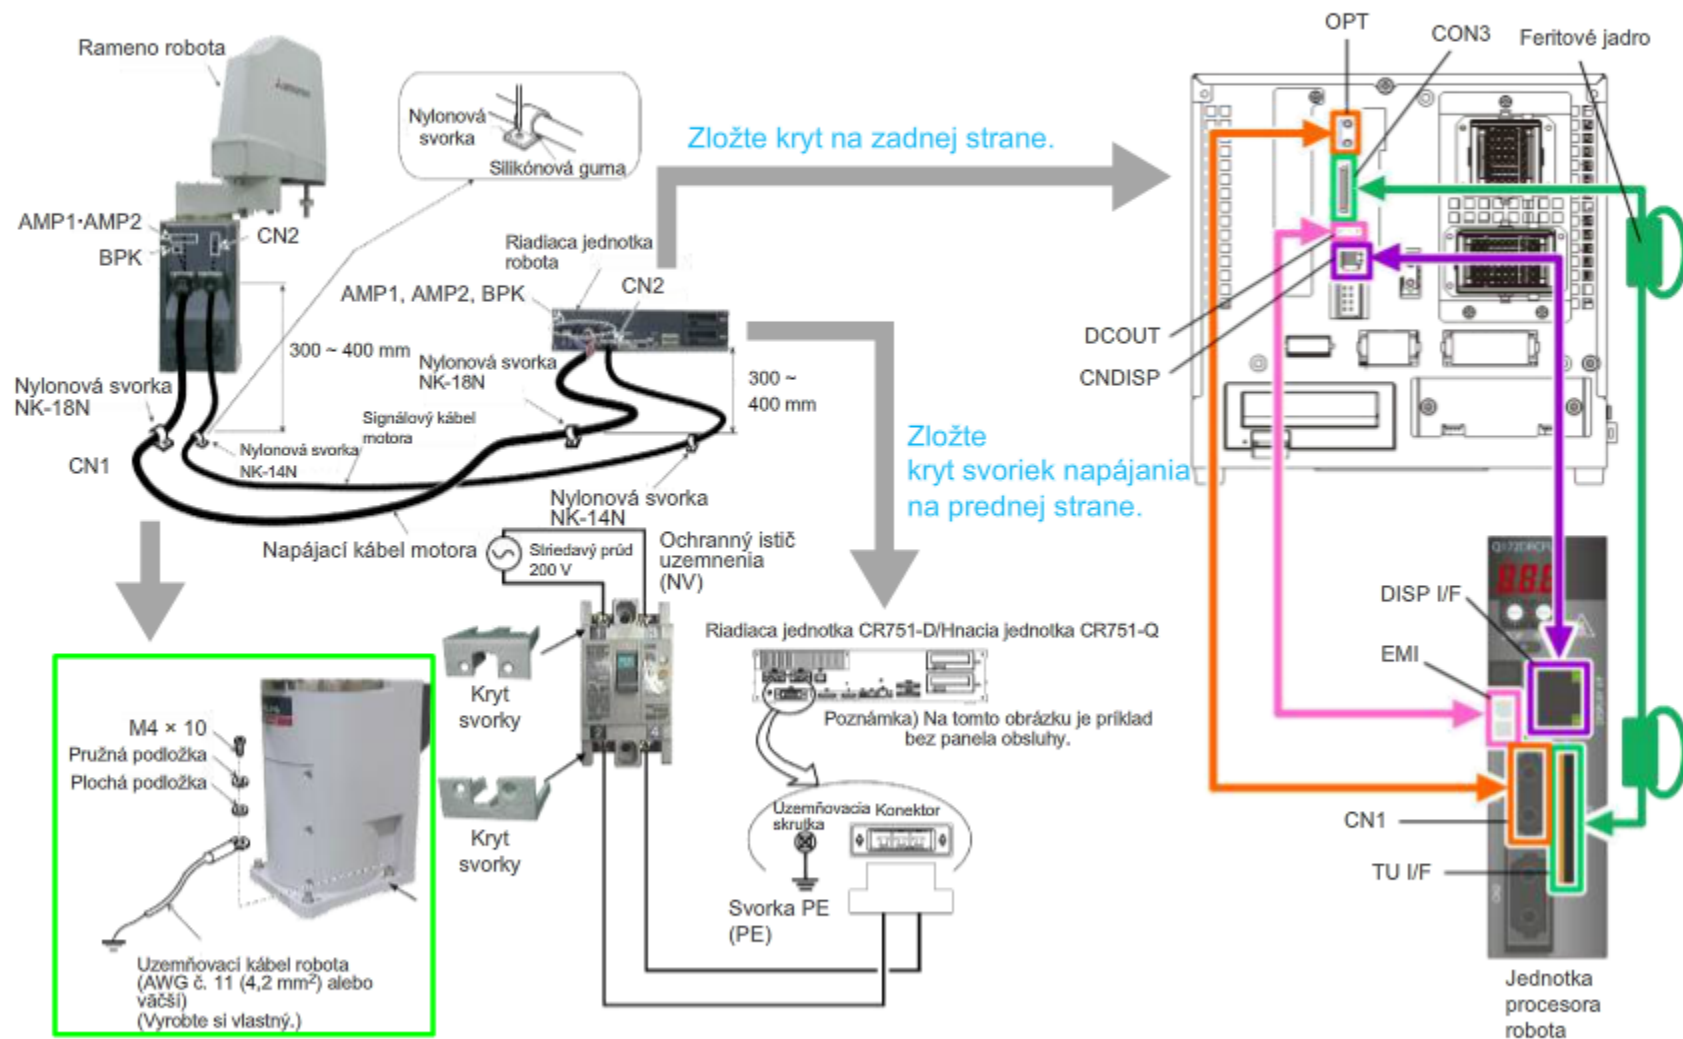 OPT
CON3
Feritové jadro
Rameno robota
Nylonová
svorka
Silikónová guma
Zložte kryt na zadnej strane.
AMP1·AMP2
CN2
BPK
Riadiaca jednotka
robota
CN2
AMP1, AMP2, BPK
DCOUT
CNDISP
300 ~ 400 mm
Nylonová svorka
NK-18N
300 ~
400 mm
Nylonová svorka
NK-18N
Signálový kábel
motora
Nylonová svorka
NK-14N
CN1
Zložte
kryt svoriek napájania
na prednej strane.
Nylonová svorka
NK-14N
Napájací kábel motora
Striedavý prúd
200 V
Ochranný istič
uzemnenia
(NV)
DISP I/F
EMI
Riadiaca jednotka CR751-D/Hnacia jednotka CR751-Q
Kryt
svorky
Poznámka) Na tomto obrázku je príklad
bez panela obsluhy.
M4 × 10
Pružná podložka
Plochá podložka
Kryt
svorky
Uzemňovacia
skrutka
Konektor
CN1
TU I/F
Svorka PE
(PE)
Uzemňovací kábel robota
(AWG č. 11 (4,2 mm²) alebo
väčší)
(Vyrobte si vlastný.)
Jednotka
procesora
robota